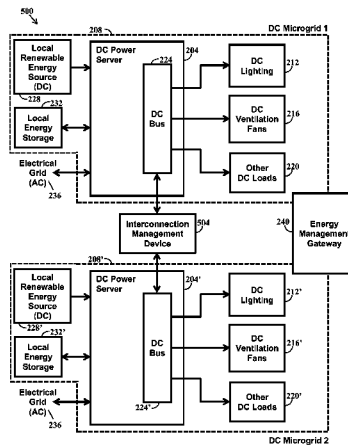 500
208
DC Microgrid 1
Local
Renewable
Energy
Source
(DC)
228
232
Local
Energy
Storage
Electrical
Grid
(AC)
236
DC Power
Server
224
204
DC
Bus
DC
Lighting
212
DC
Ventilation
Fans
216
Other
DC Loads
220
Interconnection
Management
Device
504
240
Energy
Management
Gateway
208'
Local
Renewable
Energy
Source
(DC)
228'
232'
Local
Energy
Storage
Electrical
Grid
(AC)
236
DC Power
Server
204'
DC
Bus
224'
DC
Lighting
212'
DC
Ventilation
Fans
216'
Other
DC Loads
220'
DC Microgrid 2